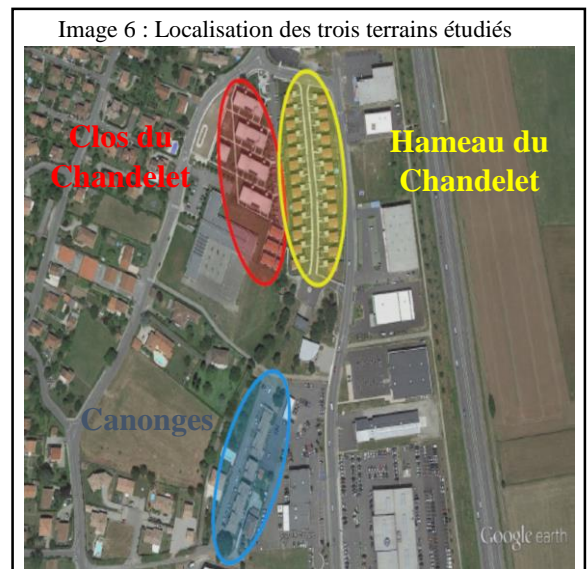 Image 6 : Localisation des trois terrains étudiés
Clos du
Chandelet
Hameau du
Chandelet
Canonges
Google earth